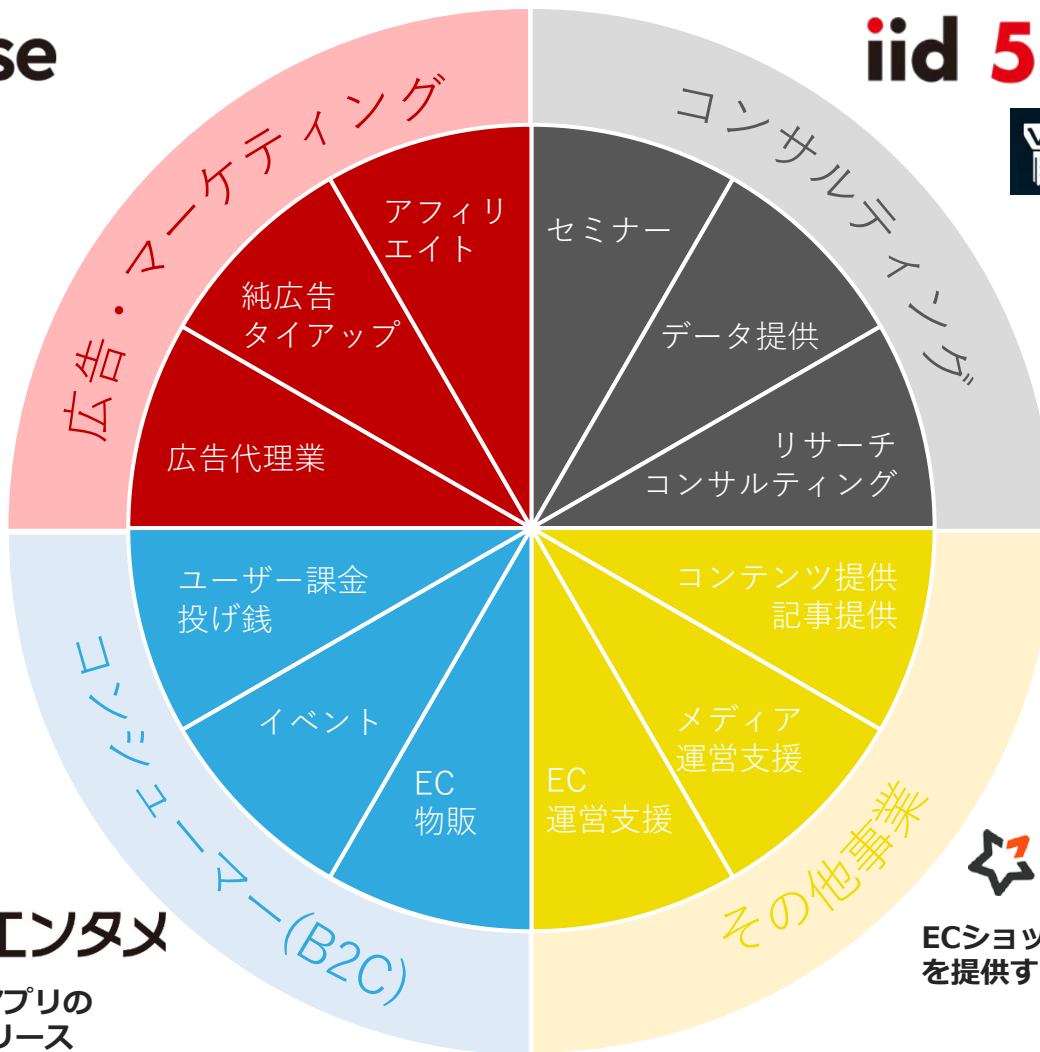 se
iid 5
広告・マーケティング
コンサルティング
アフィリ
エイト
セミナー
純広告
タイアップ
データ提供
広告代理業
リサーチ
コンサルティング
ユーザー課金
投げ銭
コンテンツ提供
記事提供
イベント
メディア
運営支援
EC
物販
EC
運営支援
コンシューマー(B2C)
その他事業
エンタメ
アプリの
リース
ECショッ
を提供す